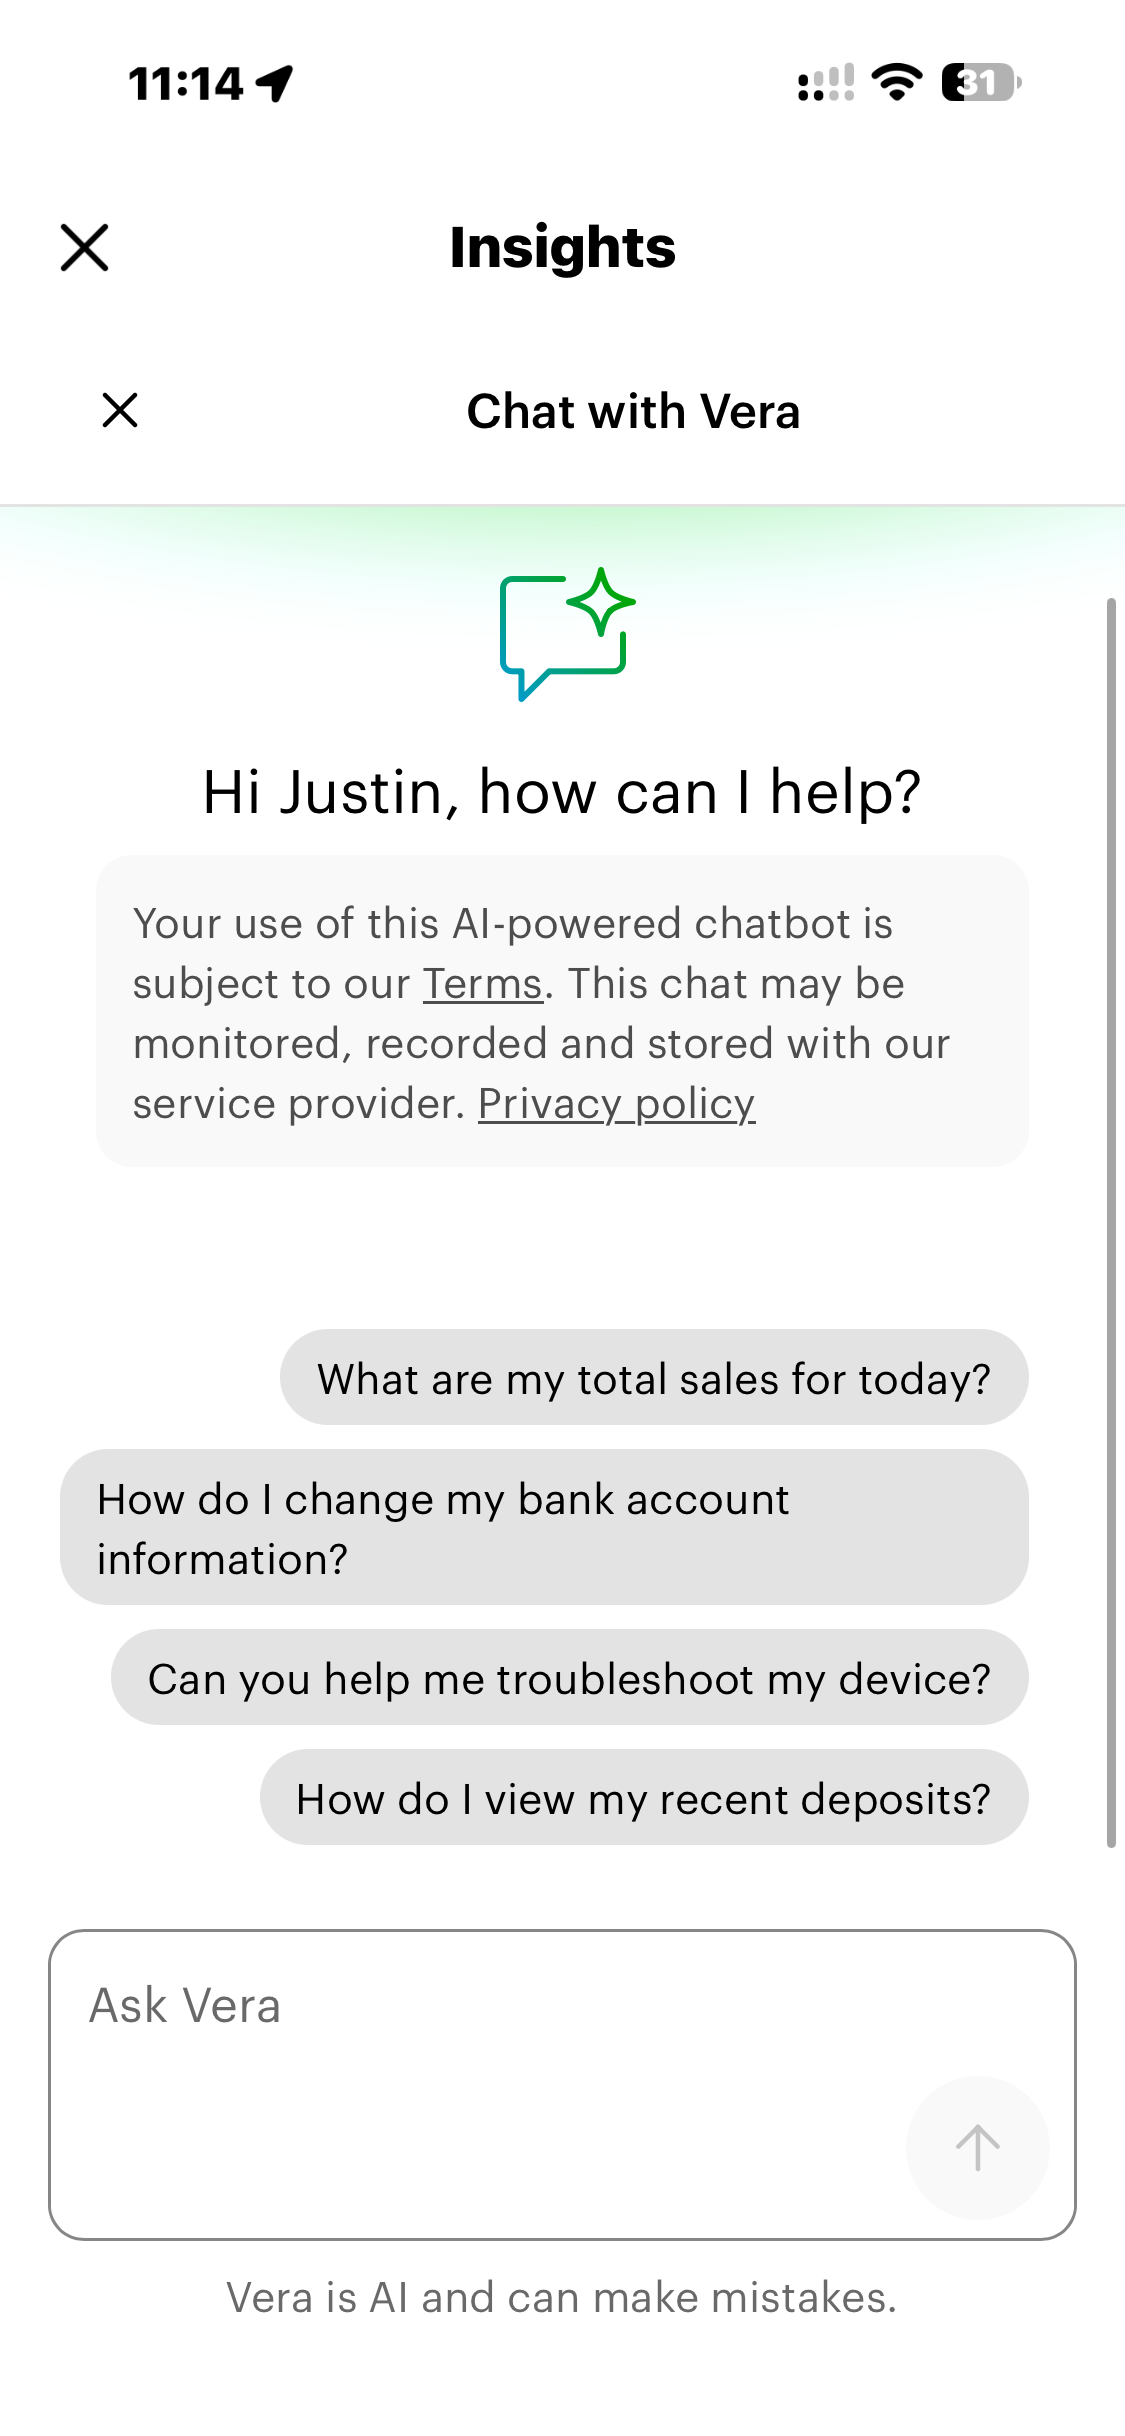 11:14
31
Insights
Chat with Vera
Hi Justin, how can I help?
Your use of this AI-powered chatbot is
subject to our Terms. This chat may be
monitored, recorded and stored with our
service provider. Privacy policy
What are my total sales for today?
How do I change my bank account
information?
Can you help me troubleshoot my device?
How do I view my recent deposits?
Ask Vera
Vera is AI and can make mistakes.